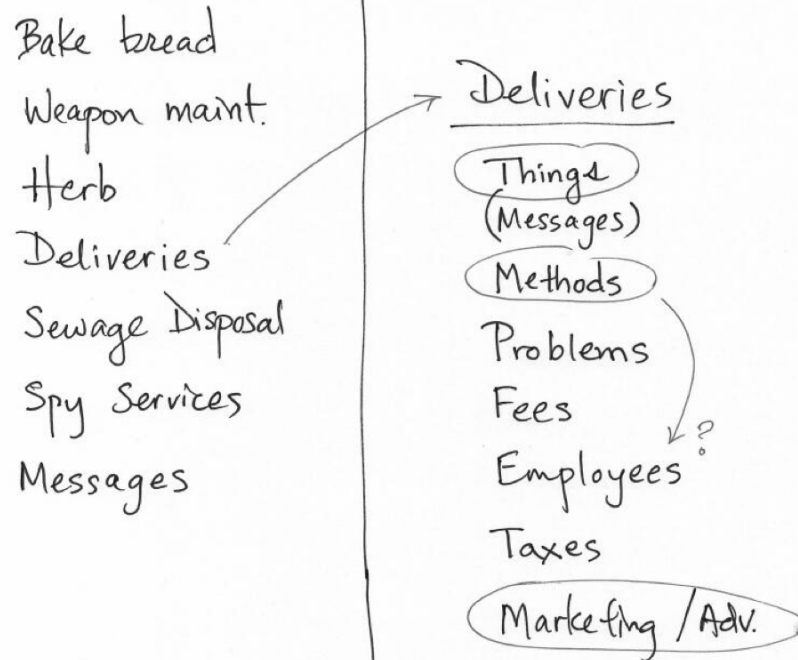 Bake bread
Weapon maint.
Herb
Deliveries
Sewage Disposal
Spy Services
Messages
Deliveries
Things
(Messages)
Methods
Problems
Fees
Employees ?
Taxes
Marketing / Adv.